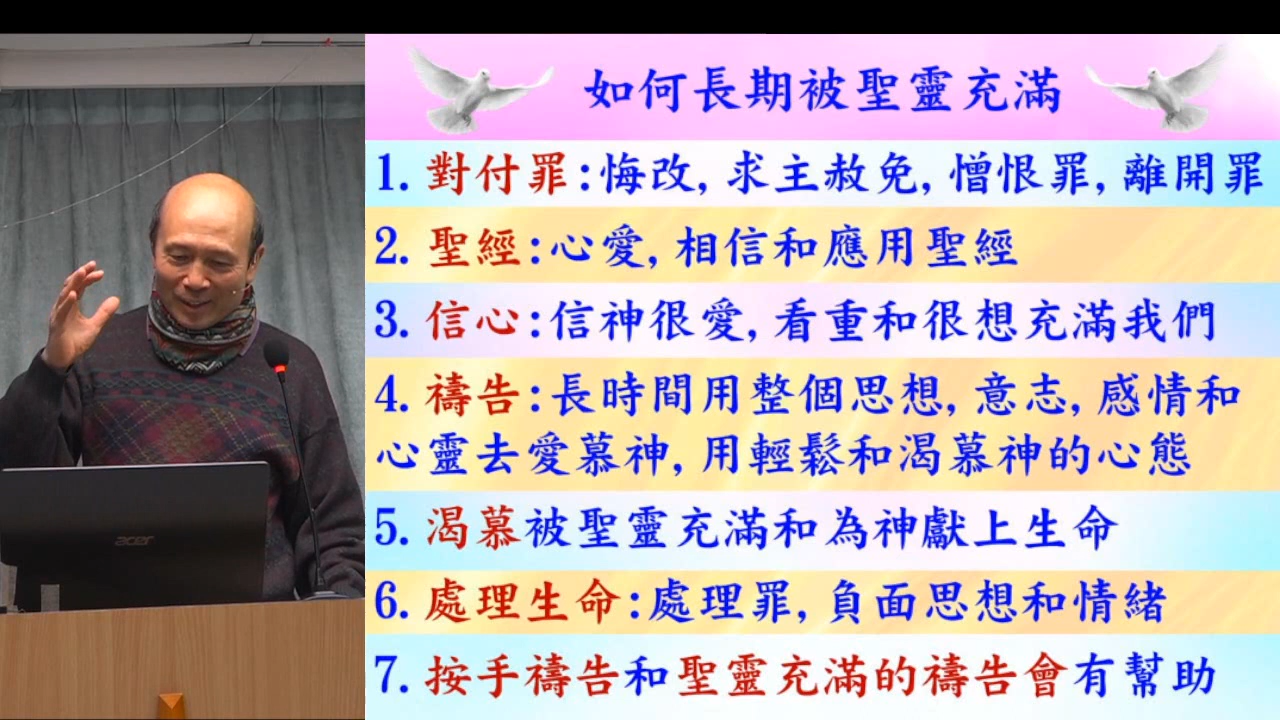 如何長期被聖靈充滿
1. 對付罪:悔改, 求主赦免, 憎恨罪, 離開罪
2. 聖經:心愛, 相信和應用聖經
3. 信心:信神很愛, 看重和很想充滿我們
4. 禱告:長時間用整個思想, 意志, 感情和
心靈去愛慕神, 用輕鬆和渴慕神的心態
5. 渴慕被聖靈充滿和為神獻上生命
6. 處理生命:處理罪, 負面思想和情緒
7. 按手禱告和聖靈充滿的禱告會有幫助
acer